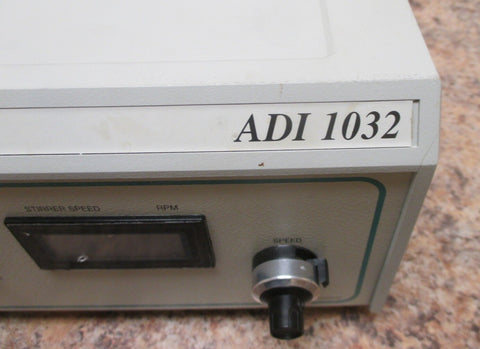 ADI 1032
STIRRER SPEED RPM
SPEED